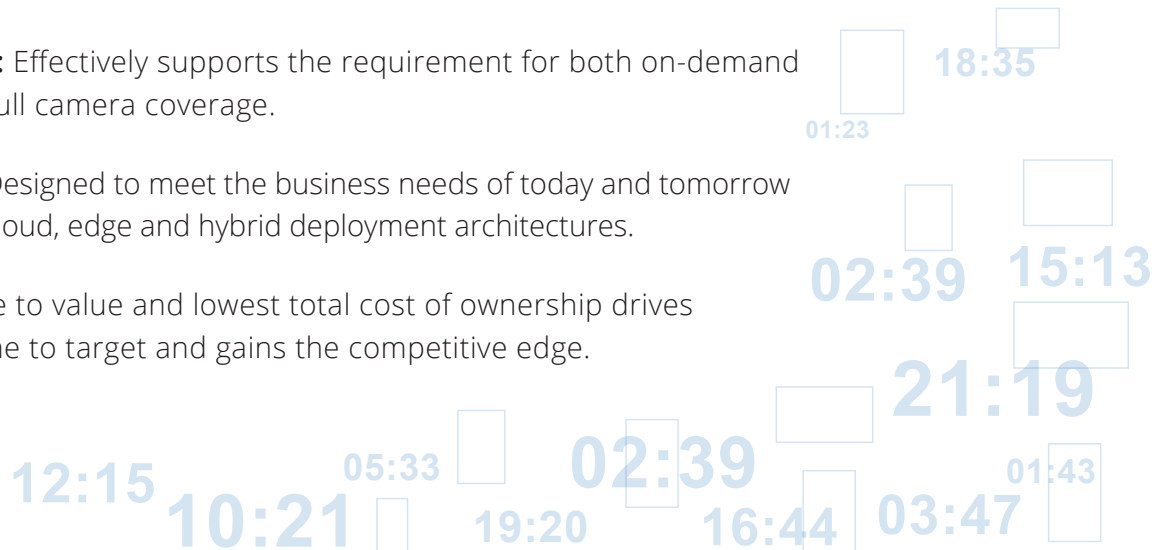 : Effectively supports the requirement for both on-demand
ull camera coverage.
esigned to meet the business needs of today and tomorrow
oud, edge and hybrid deployment architectures.
e to value and lowest total cost of ownership drives
e to target and gains the competitive edge.
18:35
01:23
02:39
15:13
21:19
12:15
05:33
02:39
01:43
10:21
19:20
16:44
03:47